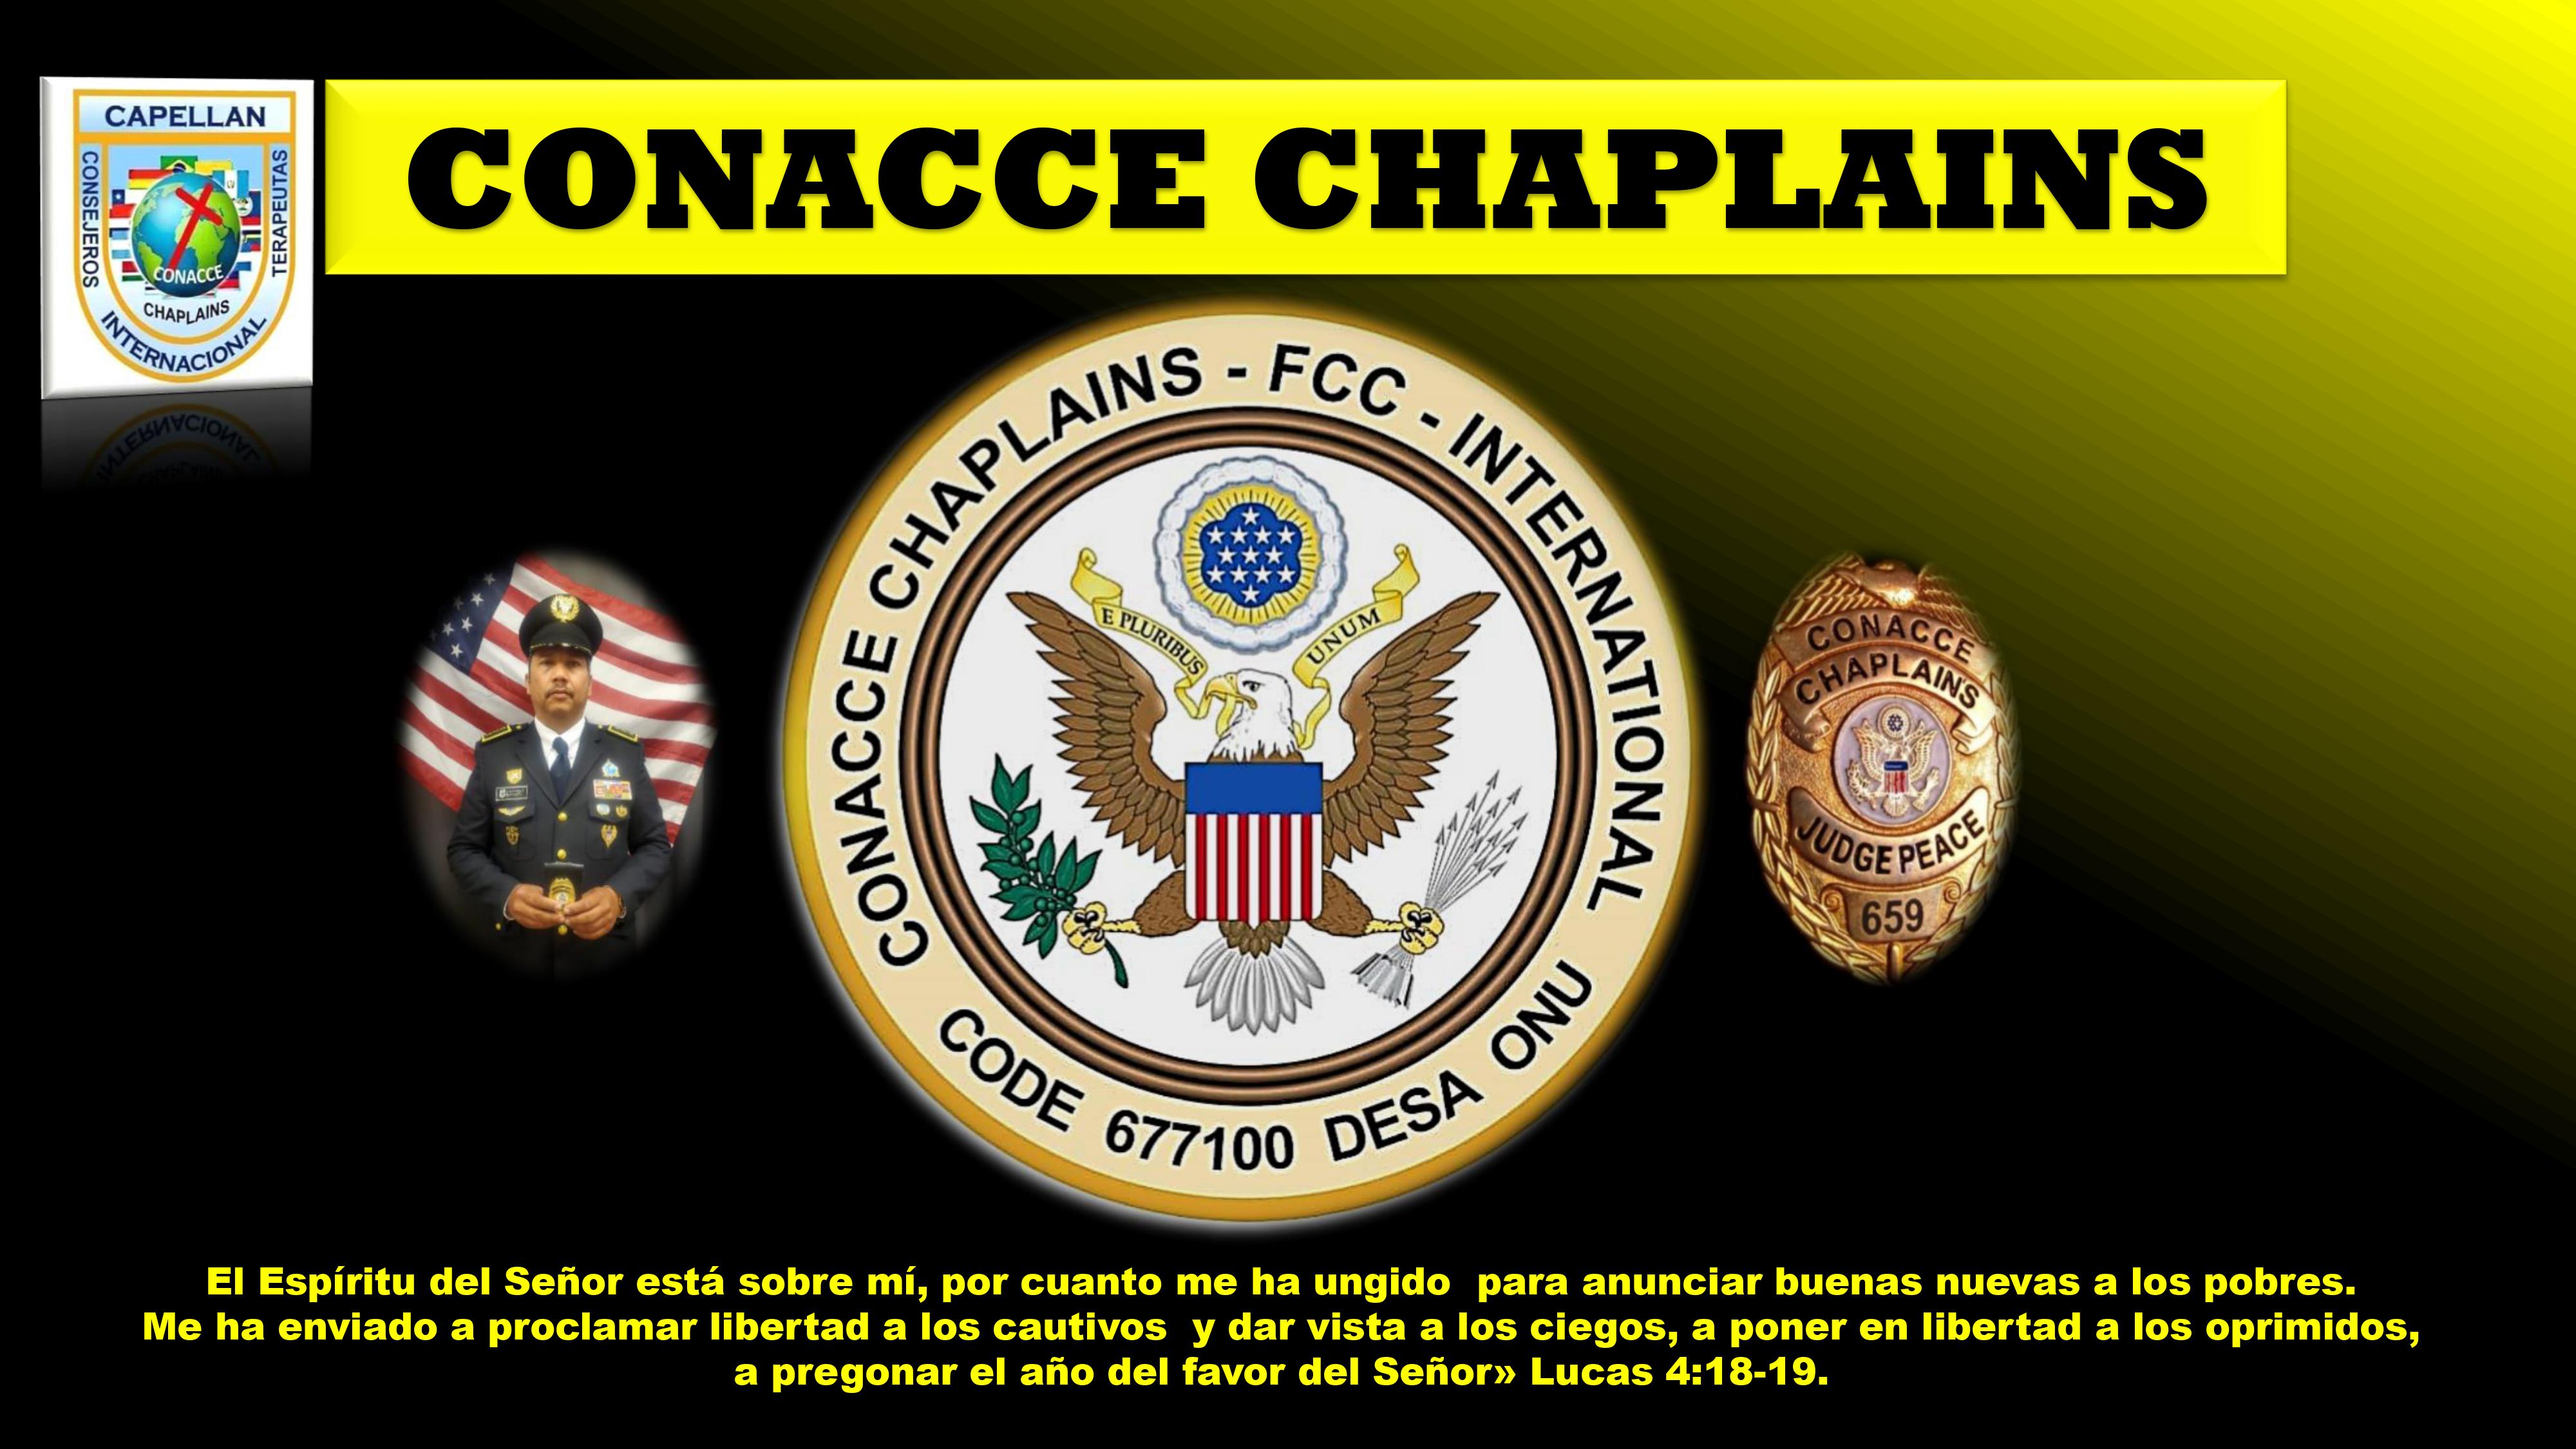 CAPELLAN
CONSEJEROS
TERAPEUTAS
CONACCE
CHAPLAINS
INTERNACIONAL
CONACCE CHAPLAINS
CONACCE CHAPLAINS - FCC - INTERNATIONAL
E PLURIBUS UNUM
CODE 677100 DESA ONU
CONACCE
CHAPLAINS
JUDGE PEACE
659
El Espíritu del Señor está sobre mí, por cuanto me ha ungido para anunciar buenas nuevas a los pobres.
Me ha enviado a proclamar libertad a los cautivos y dar vista a los ciegos, a poner en libertad a los oprimidos,
a pregonar el año del favor del Señor» Lucas 4:18-19.